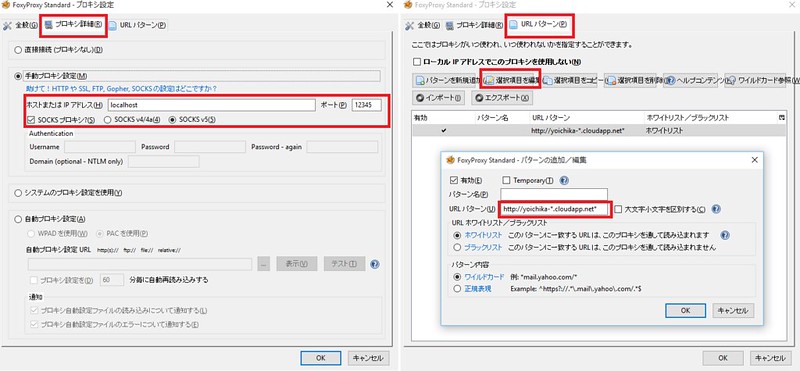 FoxyProxy Standard - プロキシ設定
全般(G)
プロキシ詳細(R)
URL パターン(P)
直接接続 (プロキシなし)(D)
手動プロキシ設定(M)
助けて! HTTP や SSL, FTP, Gopher, SOCKS の設定はどこですか?
ホストまたは IP アドレス(H) localhost ポート(P) 12345
SOCKS プロキシ?(S) SOCKS v4/4a(4) SOCKS v5(5)
Authentication
Username Password Password - again
Domain (optional - NTLM only)
システムのプロキシ設定を使用(Y)
自動プロキシ設定(A)
WPAD を使用(W) PAC を使用(P)
自動プロキシ設定 URL http(s):// ftp:// file:// relative://
... 表示(V) テスト(T)
プロキシ設定を(D) 60 分毎に自動再読み込みする
通知
プロキシ自動設定ファイルの読み込みについて通知する(L)
プロキシ自動設定ファイルのエラーについて通知する(E)
OK キャンセル
FoxyProxy Standard - プロキシ設定
全般(G)
プロキシ詳細(R)
URL パターン(P)
ここではプロキシがいつ使われ、いつ使われないかを指定することができます。
ローカル IP アドレスでこのプロキシを使用しない(N)
パターンを新規追加 選択項目を編集 選択項目をコピー 選択項目を削除 ヘルプコンテンツ ワイルドカード参照
インポート(I) エクスポート(X)
有効 パターン名 URL パターン ホワイトリスト/ブラックリスト
http://yoichika-*.cloudapp.net* ホワイトリスト
FoxyProxy Standard - パターンの追加/編集
有効(E) Temporary(T)
パターン名(P)
URL パターン(U) http://yoichika-*.cloudapp.net* 大文字小文字を区別する(C)
URL ホワイトリスト/ブラックリスト
ホワイトリスト このパターンに一致する URL は、このプロキシを通して読み込まれます
ブラックリスト このパターンに一致する URL は、このプロキシを通して読み込まれません
パターン内容
ワイルドカード 例: *mail.yahoo.com/*
正規表現
OK キャンセル
OK キャンセル